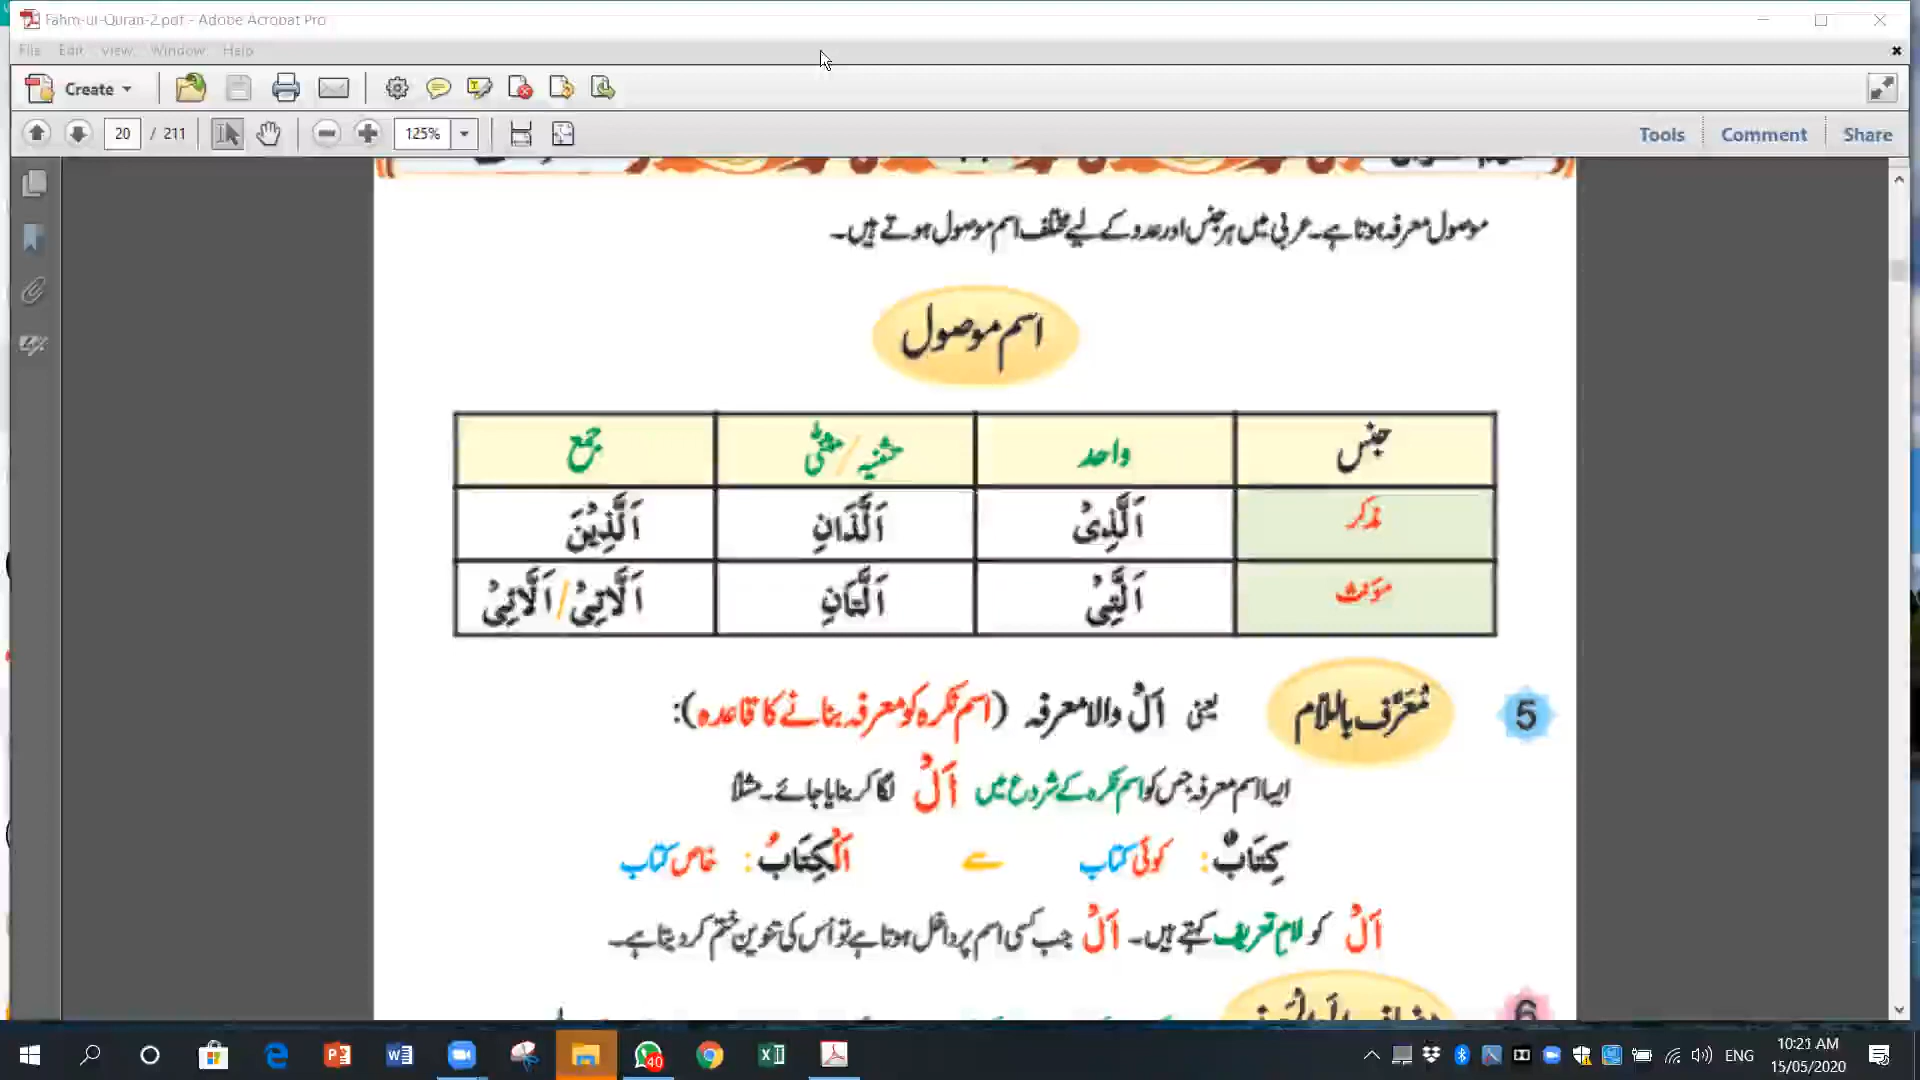 Fahm-ul-Quran-2.pdf - Adobe Acrobat Pro
File Edit View Window Help
Create
20 / 211 125% Tools Comment Share
موصول معرفہ ہوتا ہے۔ عربی میں ہر جنس اور عدد کے لیے مختلف اسم موصول ہوتے ہیں۔
اسم موصول
جنس واحد تثنیہ/مثنٰی جمع
مذکر اَلَّذِیْ اَلَّذَانِ اَلَّذِیْنَ
مؤنث اَلَّتِیْ اَلَّتَانِ اَلَّاتِیْ/اَلَّائِیْ
5 مُعَرَّف بِاللَّام یعنی اَلْ والا معرفہ (اسم نکرہ کو معرفہ بنانے کا قاعدہ):
ایسا اسم معرفہ جس کو اسم نکرہ کے شروع میں اَلْ لگا کر بنایا جائے۔ مثلاً
كِتَابٌ : کوئی کتاب سے اَلْكِتَابُ : خاص کتاب
اَلْ کو لامِ تعریف کہتے ہیں۔ اَلْ جب کسی اسم پر داخل ہوتا ہے تو اُس کی تنوین ختم کر دیتا ہے۔
6
40
ENG
10:21 AM
15/05/2020